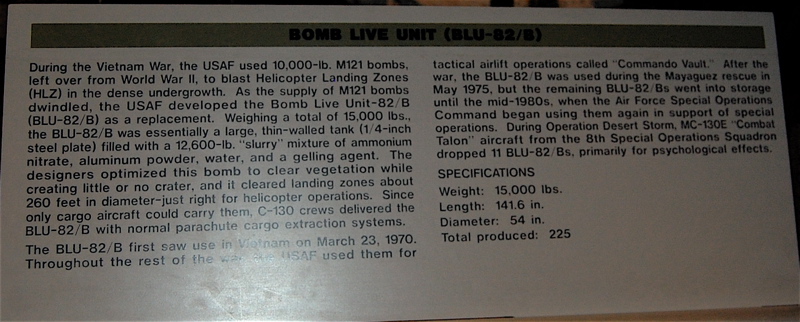 BOMB LIVE UNIT (BLU-82/B)
During the Vietnam War, the USAF used 10,000-lb. M121 bombs,
left over from World War II, to blast Helicopter Landing Zones
(HLZ) in the dense undergrowth. As the supply of M121 bombs
dwindled, the USAF developed the Bomb Live Unit-82/B
(BLU-82/B) as a replacement. Weighing a total of 15,000 lbs.,
the BLU-82/B was essentially a large, thin-walled tank (1/4-inch
steel plate) filled with a 12,600-lb. "slurry" mixture of ammonium
nitrate, aluminum powder, water, and a gelling agent. The
designers optimized this bomb to clear vegetation while
creating little or no crater, and it cleared landing zones about
260 feet in diameter-just right for helicopter operations. Since
only cargo aircraft could carry them, C-130 crews delivered the
BLU-82/B with normal parachute cargo extraction systems.
The BLU-82/B first saw use in Vietnam on March 23, 1970.
Throughout the rest of the war, the USAF used them for
tactical airlift operations called "Commando Vault." After the
war, the BLU-82/B was used during the Mayaguez rescue in
May 1975, but the remaining BLU-82/Bs went into storage
until the mid-1980s, when the Air Force Special Operations
Command began using them again in support of special
operations. During Operation Desert Storm, MC-130E "Combat
Talon" aircraft from the 8th Special Operations Squadron
dropped 11 BLU-82/Bs, primarily for psychological effects.
SPECIFICATIONS
Weight: 15,000 lbs.
Length: 141.6 in.
Diameter: 54 in.
Total produced: 225